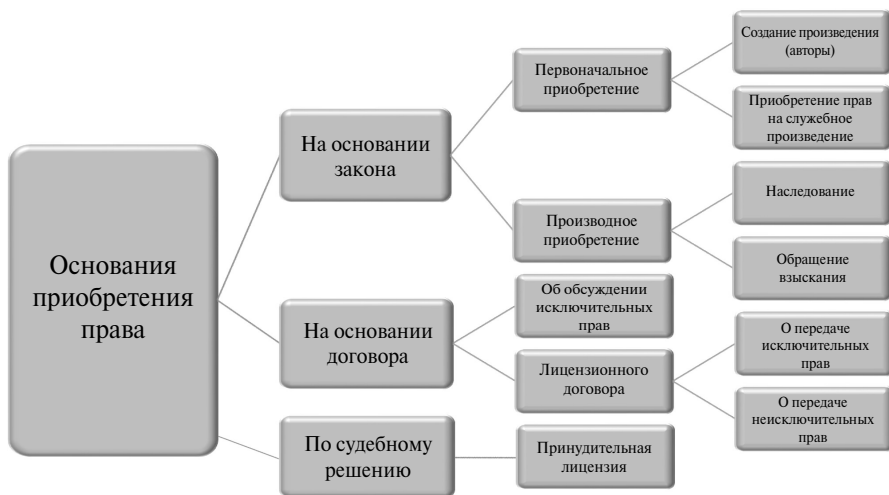 Основания
приобретения
права
На основании
закона
Первоначальное
приобретение
Создание произведения
(авторы)
Приобретение прав
на служебное
произведение
Производное
приобретение
Наследование
Обращение
взыскания
На основании
договора
Об обсуждении
исключительных
прав
Лицензионного
договора
О передаче
исключительных
прав
О передаче
неисключительных
прав
По судебному
решению
Принудительная
лицензия